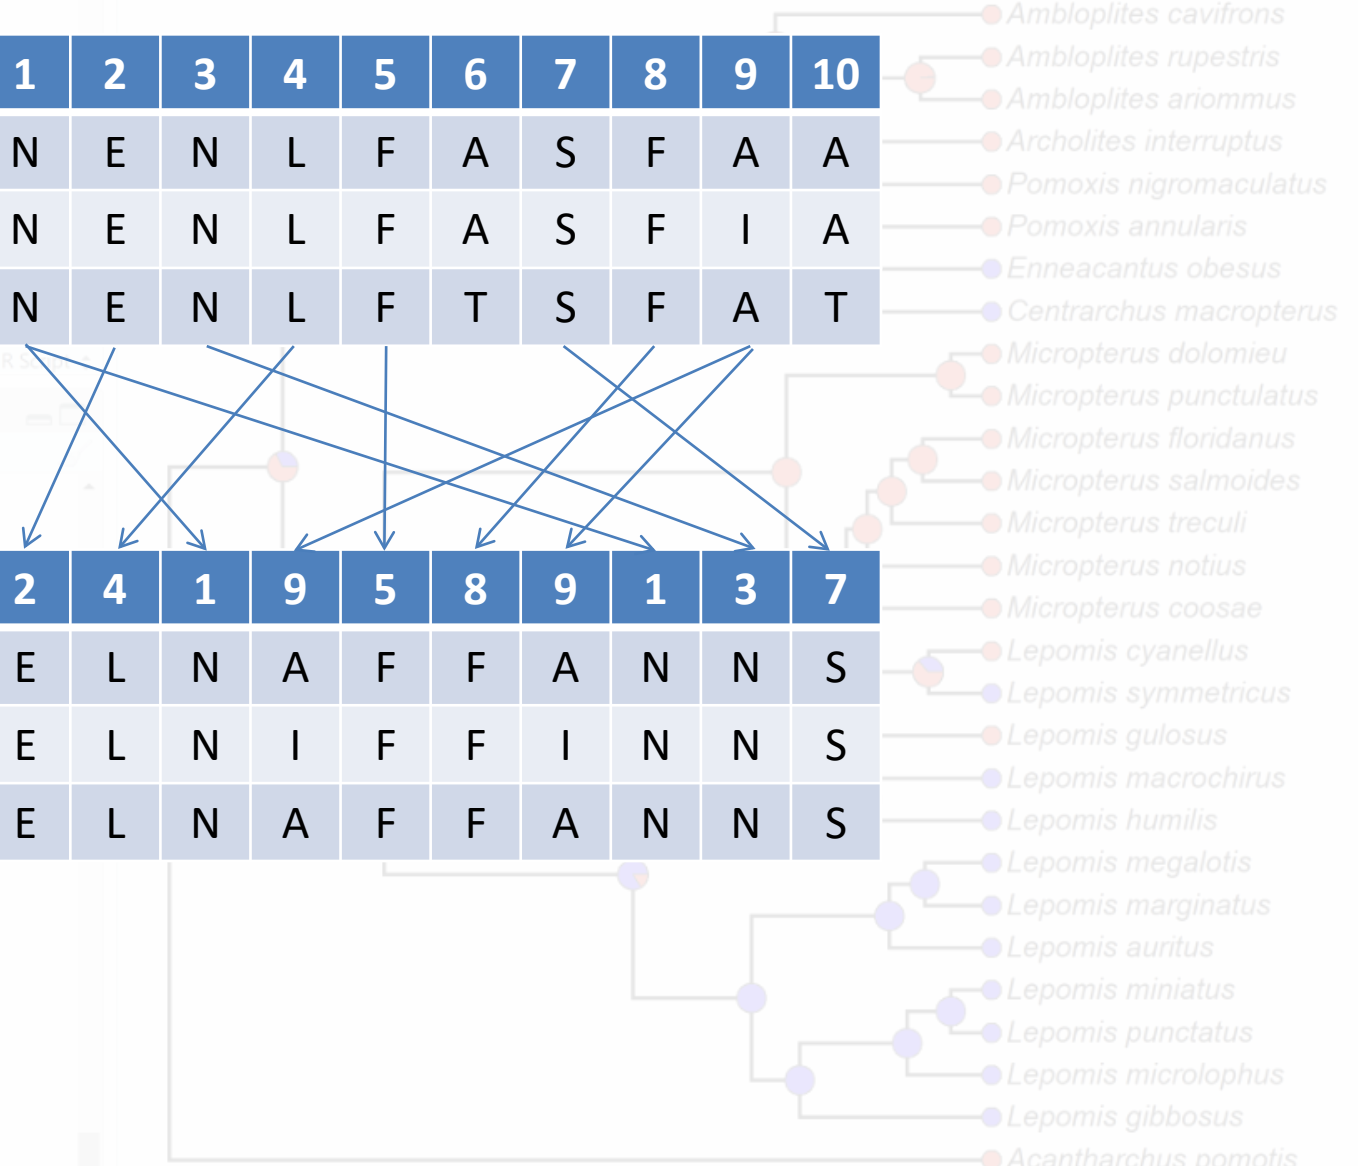 Ambloplites cavifrons
1 2 3 4 5 6 7 8 9 10
Ambloplites rupestris
Ambloplites ariommus
N E N L F A S F A A
Archolites interruptus
Pomoxis nigromaculatus
N E N L F A S F I A
Pomoxis annularis
Enneacantus obesus
N E N L F T S F A T
Centrarchus macropterus
Micropterus dolomieu
Micropterus punctulatus
Micropterus floridanus
Micropterus salmoides
Micropterus treculi
Micropterus notius
2 4 1 9 5 8 9 1 3 7
Micropterus coosae
Lepomis cyanellus
E L N A F F A N N S
Lepomis symmetricus
Lepomis gulosus
E L N I F F I N N S
Lepomis macrochirus
Lepomis humilis
E L N A F F A N N S
Lepomis megalotis
Lepomis marginatus
Lepomis auritus
Lepomis miniatus
Lepomis punctatus
Lepomis microlophus
Lepomis gibbosus
Acantharchus pomotis